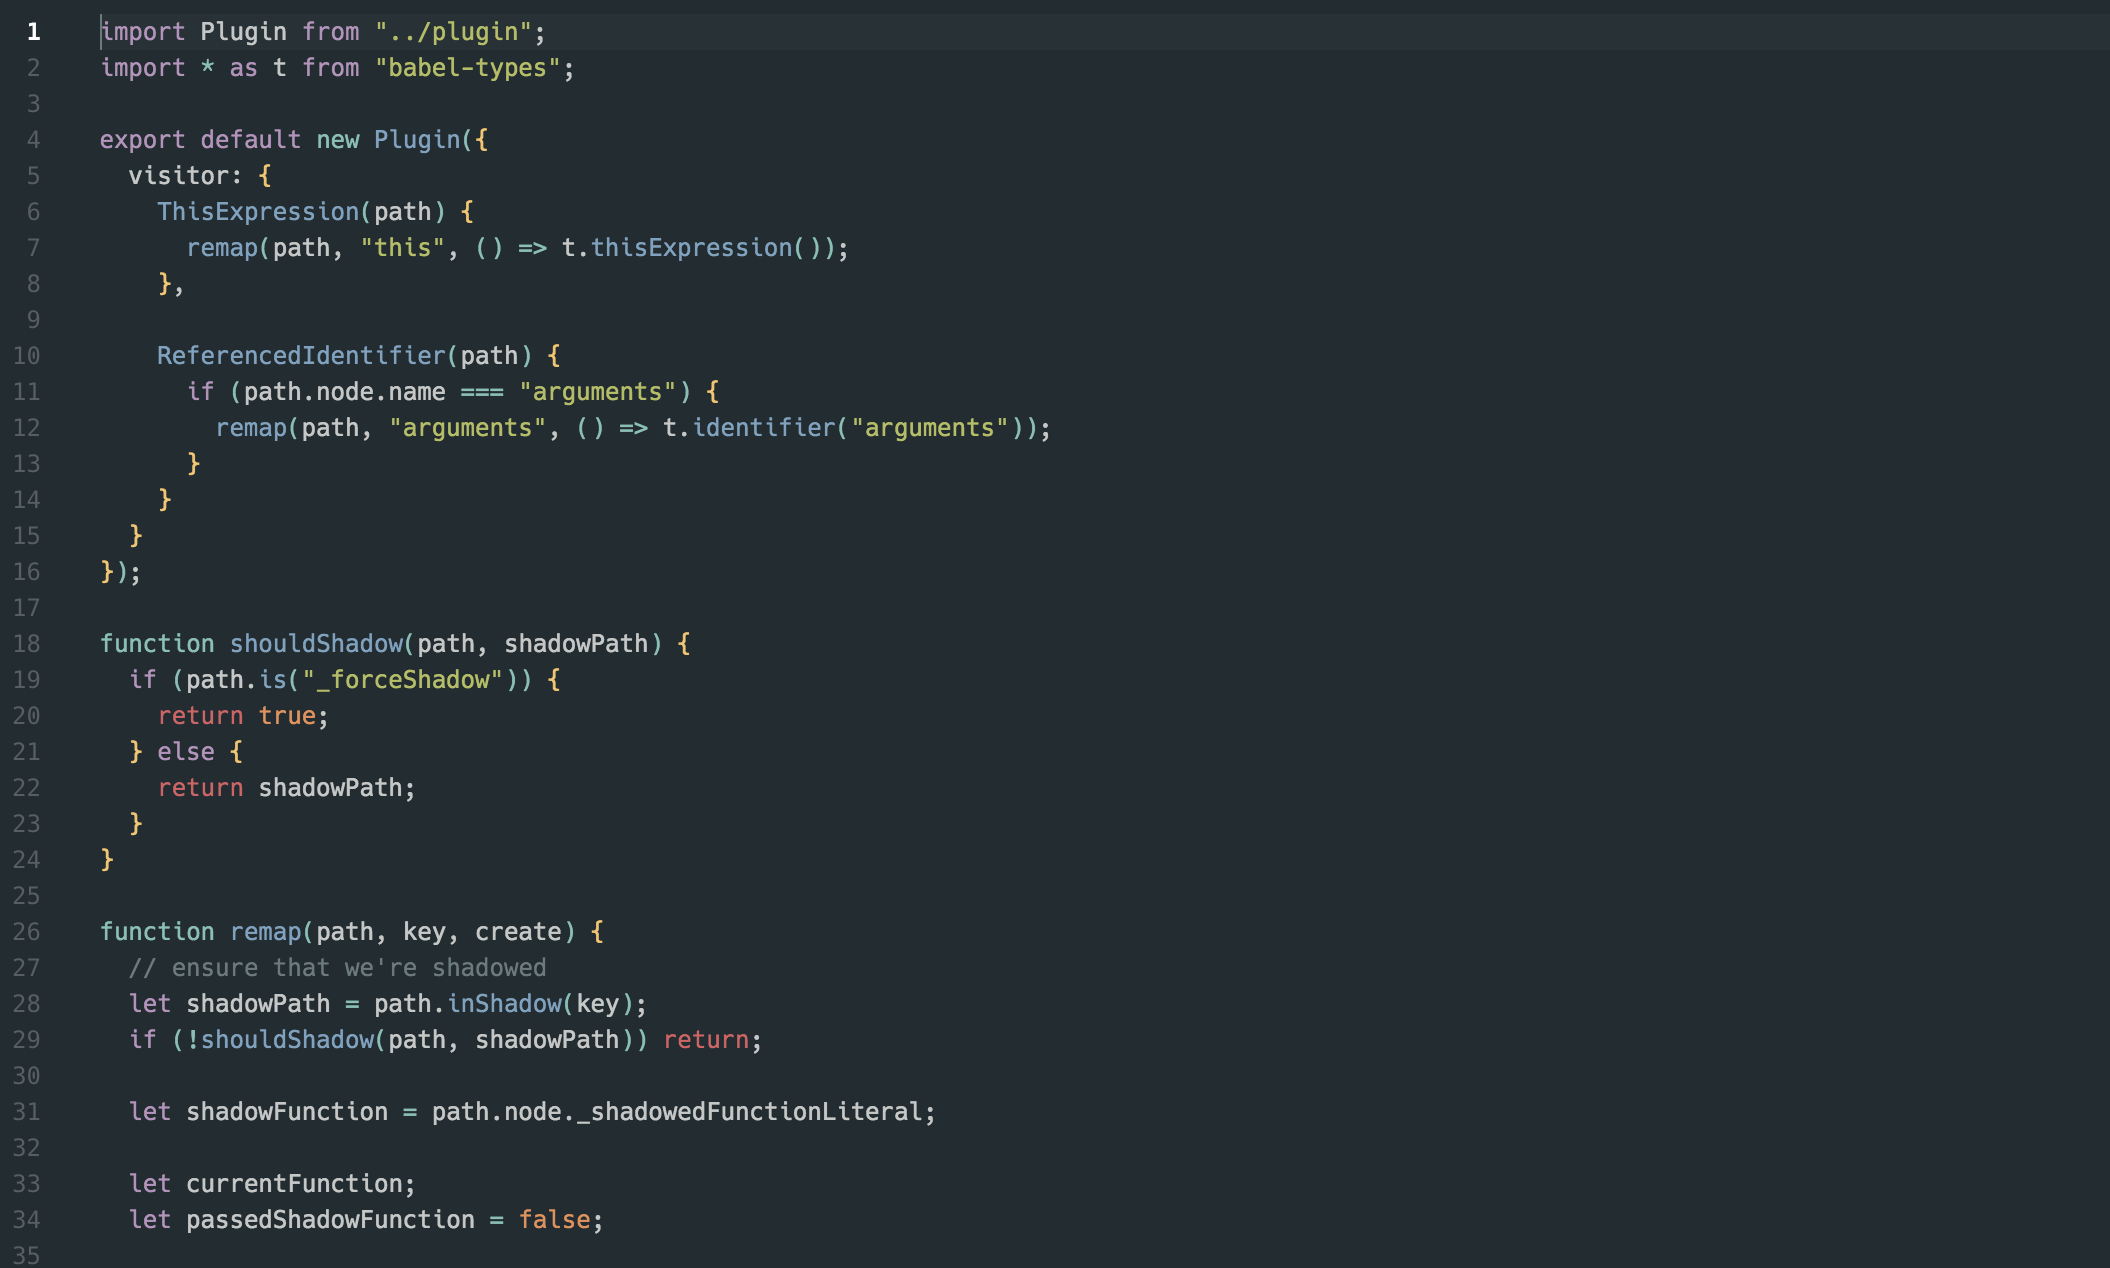 1 import Plugin from "../plugin";
2 import * as t from "babel-types";
3
4 export default new Plugin({
5   visitor: {
6     ThisExpression(path) {
7       remap(path, "this", () => t.thisExpression());
8     },
9
10     ReferencedIdentifier(path) {
11       if (path.node.name === "arguments") {
12         remap(path, "arguments", () => t.identifier("arguments"));
13       }
14     }
15   }
16 });
17
18 function shouldShadow(path, shadowPath) {
19   if (path.is("_forceShadow")) {
20     return true;
21   } else {
22     return shadowPath;
23   }
24 }
25
26 function remap(path, key, create) {
27   // ensure that we're shadowed
28   let shadowPath = path.inShadow(key);
29   if (!shouldShadow(path, shadowPath)) return;
30
31   let shadowFunction = path.node._shadowedFunctionLiteral;
32
33   let currentFunction;
34   let passedShadowFunction = false;
35